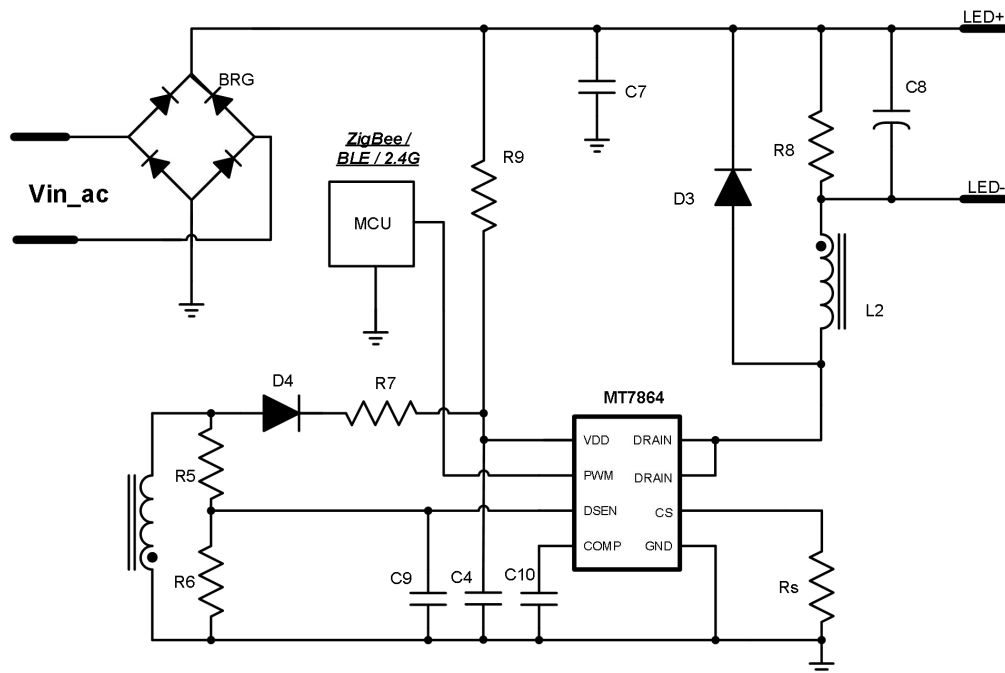 LED+
BRG
C7
C8
ZigBee /
BLE / 2.4G
R9
R8
Vin_ac
MCU
D3
LED-
L2
D4
R7
MT7864
VDD
DRAIN
R5
PWM
DRAIN
DSEN
CS
COMP
GND
R6
C9
C4
C10
Rs